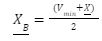 X_B = (V_min + X) / 2